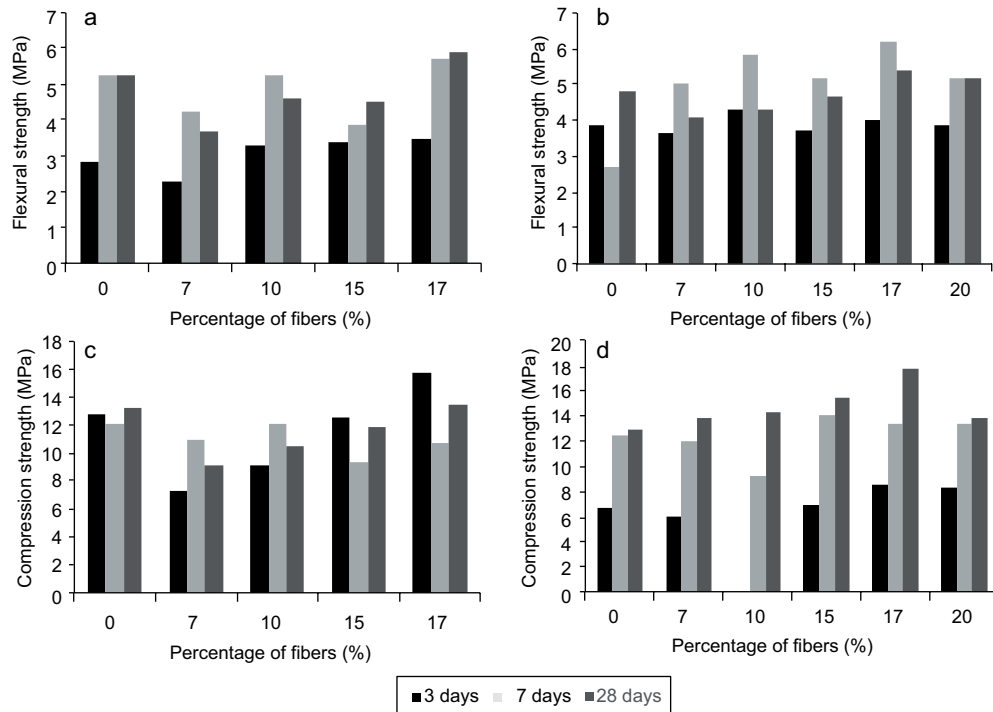 a
Flexural strength (MPa)
7
6
5
4
3
2
1
0
0 7 10 15 17
Percentage of fibers (%)
b
Flexural strength (MPa)
7
6
5
4
3
2
1
0
0 7 10 15 17 20
Percentage of fibers (%)
c
Compression strength (MPa)
18
16
14
12
10
8
6
4
2
0
0 7 10 15 17
Percentage of fibers (%)
d
Compression strength (MPa)
20
18
16
14
12
10
8
6
4
2
0
0 7 10 15 17 20
Percentage of fibers (%)
3 days 7 days 28 days